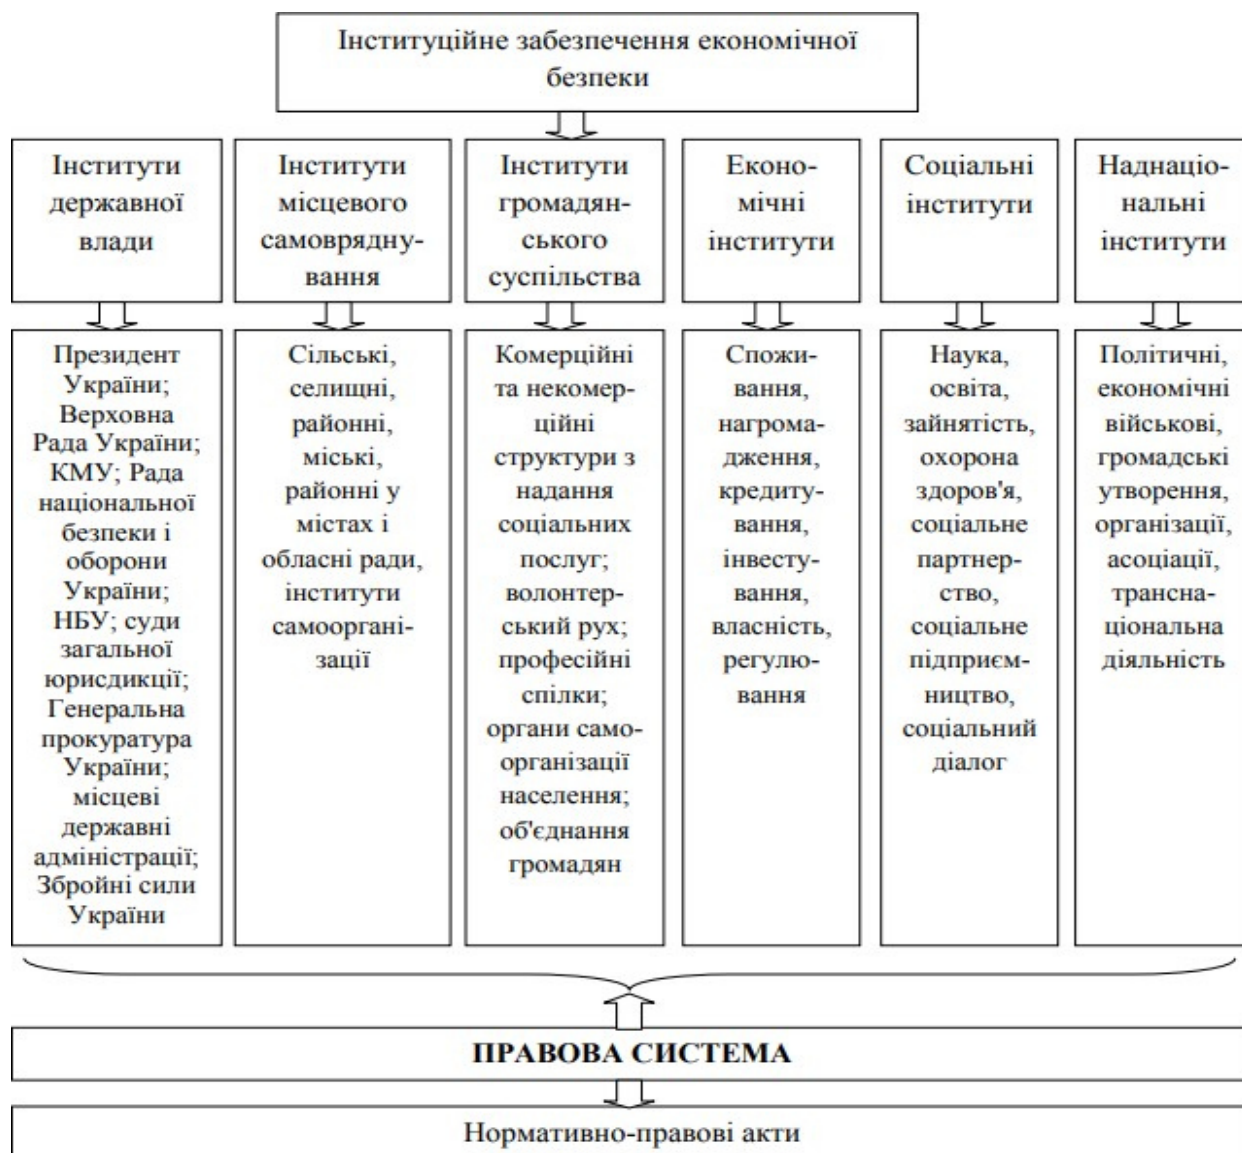 Інституційне забезпечення економічної
безпеки
Інститути
державної
влади
Інститути
місцевого
самовряду-
вання
Інститути
громадян-
ського
суспільства
Еконо-
мічні
інститути
Соціальні
інститути
Наднаціо-
нальні
інститути
Президент
України;
Верховна
Рада України;
КМУ; Рада
національної
безпеки і
оборони
України;
НБУ; суди
загальної
юрисдикції;
Генеральна
прокуратура
України;
місцеві
державні
адміністрації;
Збройні сили
України
Сільські,
селищні,
районні,
міські,
районні у
містах і
обласні ради,
інститути
самооргані-
зації
Комерційні
та некомер-
ційні
структури з
надання
соціальних
послуг;
волонтер-
ський рух;
професійні
спілки;
органи само-
організації
населення;
об'єднання
громадян
Спожи-
вання,
нагрома-
дження,
кредиту-
вання,
інвесту-
вання,
власність,
регулю-
вання
Наука,
освіта,
зайнятість,
охорона
здоров'я,
соціальне
партнер-
ство,
соціальне
підприєм-
ництво,
соціальний
діалог
Політичні,
економічні
військові,
громадські
утворення,
організації,
асоціації,
трансна-
ціональна
діяльність
ПРАВОВА СИСТЕМА
Нормативно-правові акти